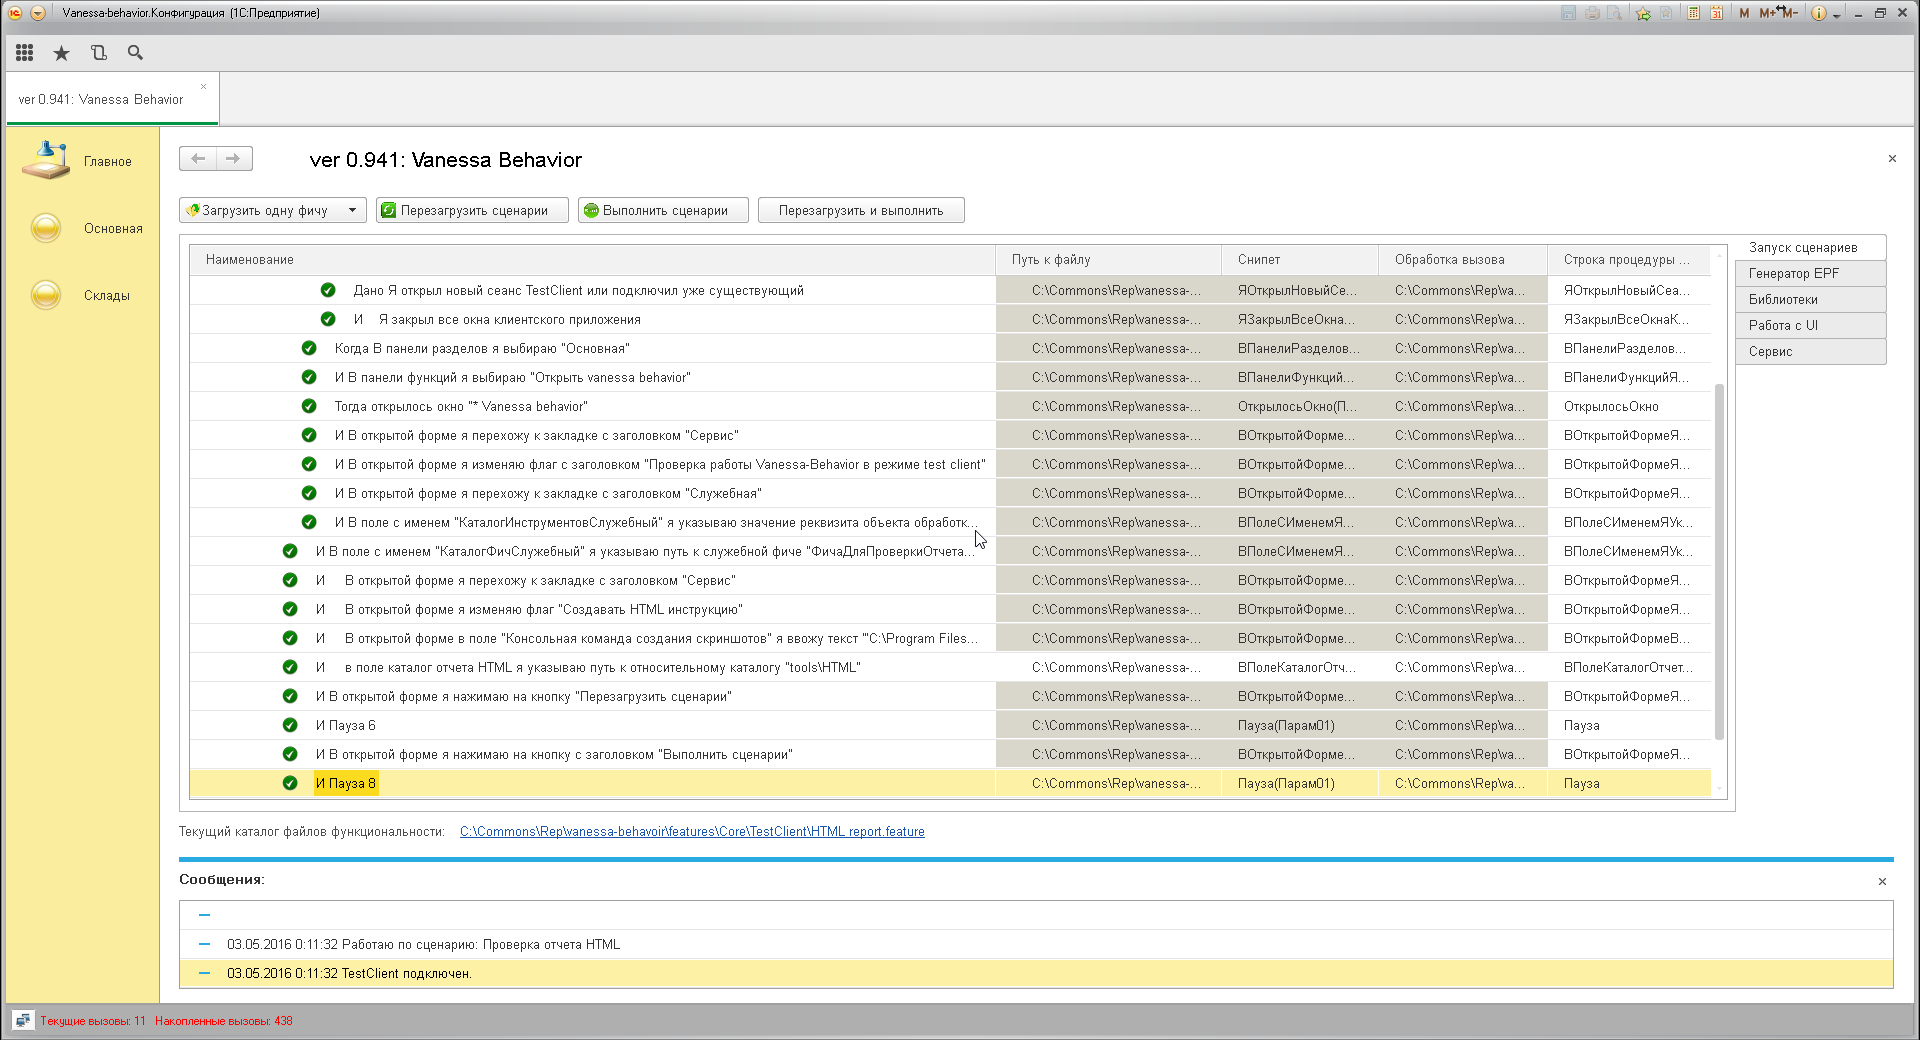 Vanessa-behavior.Конфигурация (1С:Предприятие)
31 M M+ M-
ver 0.941: Vanessa Behavior
Главное
Основная
Склады
ver 0.941: Vanessa Behavior
Загрузить одну фичу Перезагрузить сценарии Выполнить сценарии Перезагрузить и выполнить
Запуск сценариев
Генератор EPF
Библиотеки
Работа с UI
Сервис
Наименование Путь к файлу Снипет Обработка вызова Строка процедуры ...
Дано Я открыл новый сеанс TestClient или подключил уже существующий C:\Commons\Rep\vanessa-... ЯОткрылНовыйСе... C:\Commons\Rep\va... ЯОткрылНовыйСеа...
И Я закрыл все окна клиентского приложения C:\Commons\Rep\vanessa-... ЯЗакрылВсеОкна... C:\Commons\Rep\va... ЯЗакрылВсеОкнаК...
Когда В панели разделов я выбираю "Основная" C:\Commons\Rep\vanessa-... ВПанелиРазделов... C:\Commons\Rep\va... ВПанелиРазделов...
И В панели функций я выбираю "Открыть vanessa behavior" C:\Commons\Rep\vanessa-... ВПанелиФункций... C:\Commons\Rep\va... ВПанелиФункцийЯ...
Тогда открылось окно "* Vanessa behavior" C:\Commons\Rep\vanessa-... ОткрылосьОкно(П... C:\Commons\Rep\va... ОткрылосьОкно
И В открытой форме я перехожу к закладке с заголовком "Сервис" C:\Commons\Rep\vanessa-... ВОткрытойФорме... C:\Commons\Rep\va... ВОткрытойФормеЯ...
И В открытой форме я изменяю флаг с заголовком "Проверка работы Vanessa-Behavior в режиме test client" C:\Commons\Rep\vanessa-... ВОткрытойФорме... C:\Commons\Rep\va... ВОткрытойФормеЯ...
И В открытой форме я перехожу к закладке с заголовком "Служебная" C:\Commons\Rep\vanessa-... ВОткрытойФорме... C:\Commons\Rep\va... ВОткрытойФормеЯ...
И В поле с именем "КаталогИнструментовСлужебный" я указываю значение реквизита объекта обработк... C:\Commons\Rep\vanessa-... ВПолеСИменемЯ... C:\Commons\Rep\va... ВПолеСИменемЯУк...
И В поле с именем "КаталогФичСлужебный" я указываю путь к служебной фиче "ФичаДляПроверкиОтчета... C:\Commons\Rep\vanessa-... ВПолеСИменемЯ... C:\Commons\Rep\va... ВПолеСИменемЯУк...
И В открытой форме я перехожу к закладке с заголовком "Сервис" C:\Commons\Rep\vanessa-... ВОткрытойФорме... C:\Commons\Rep\va... ВОткрытойФормеЯ...
И В открытой форме я изменяю флаг "Создавать HTML инструкцию" C:\Commons\Rep\vanessa-... ВОткрытойФорме... C:\Commons\Rep\va... ВОткрытойФормеЯ...
И В открытой форме в поле "Консольная команда создания скриншотов" я ввожу текст '"C:\Program Files... C:\Commons\Rep\vanessa-... ВОткрытойФорме... C:\Commons\Rep\va... ВОткрытойФормеВ...
И в поле каталог отчета HTML я указываю путь к относительному каталогу "tools\HTML" C:\Commons\Rep\vanessa-... ВПолеКаталогОтч... C:\Commons\Rep\va... ВПолеКаталогОтчет...
И В открытой форме я нажимаю на кнопку "Перезагрузить сценарии" C:\Commons\Rep\vanessa-... ВОткрытойФорме... C:\Commons\Rep\va... ВОткрытойФормеЯ...
И Пауза 6 C:\Commons\Rep\vanessa-... Пауза(Парам01) C:\Commons\Rep\va... Пауза
И В открытой форме я нажимаю на кнопку с заголовком "Выполнить сценарии" C:\Commons\Rep\vanessa-... ВОткрытойФорме... C:\Commons\Rep\va... ВОткрытойФормеЯ...
И Пауза 8 C:\Commons\Rep\vanessa-... Пауза(Парам01) C:\Commons\Rep\va... Пауза
Текущий каталог файлов функциональности: C:\Commons\Rep\vanessa-behavoir\features\Core\TestClient\HTML report.feature
Сообщения:
03.05.2016 0:11:32 Работаю по сценарию: Проверка отчета HTML
03.05.2016 0:11:32 TestClient подключен.
Текущие вызовы: 11 Накопленные вызовы: 438